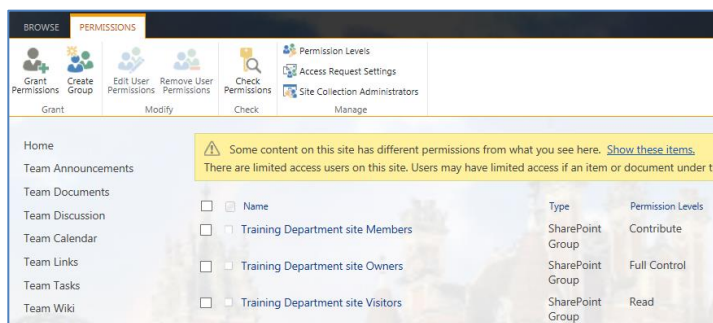 BROWSE PERMISSIONS
Grant Permissions
Create Group
Edit User Permissions
Remove User Permissions
Check Permissions
Permission Levels
Access Request Settings
Site Collection Administrators
Grant Modify Check Manage
Home
Team Announcements
Team Documents
Team Discussion
Team Calendar
Team Links
Team Tasks
Team Wiki
Some content on this site has different permissions from what you see here. Show these items.
There are limited access users on this site. Users may have limited access if an item or document under t
Name Type Permission Levels
Training Department site Members SharePoint Group Contribute
Training Department site Owners SharePoint Group Full Control
Training Department site Visitors SharePoint Group Read